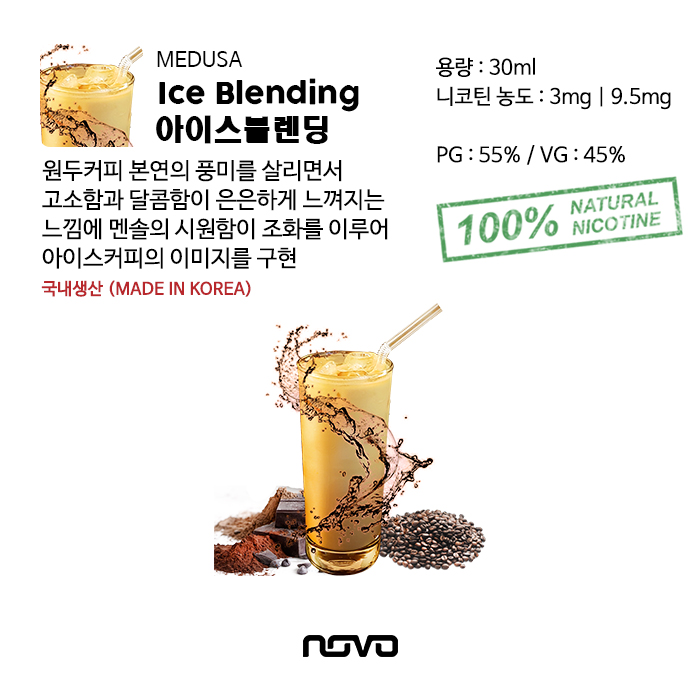 MEDUSA
Ice Blending
아이스블렌딩
원두커피 본연의 풍미를 살리면서
고소함과 달콤함이 은은하게 느껴지는
느낌에 멘솔의 시원함이 조화를 이루어
아이스커피의 이미지를 구현
국내생산 (MADE IN KOREA)
용량 : 30ml
니코틴 농도 : 3mg | 9.5mg
PG : 55% / VG : 45%
100% NATURAL
NICOTINE
novo